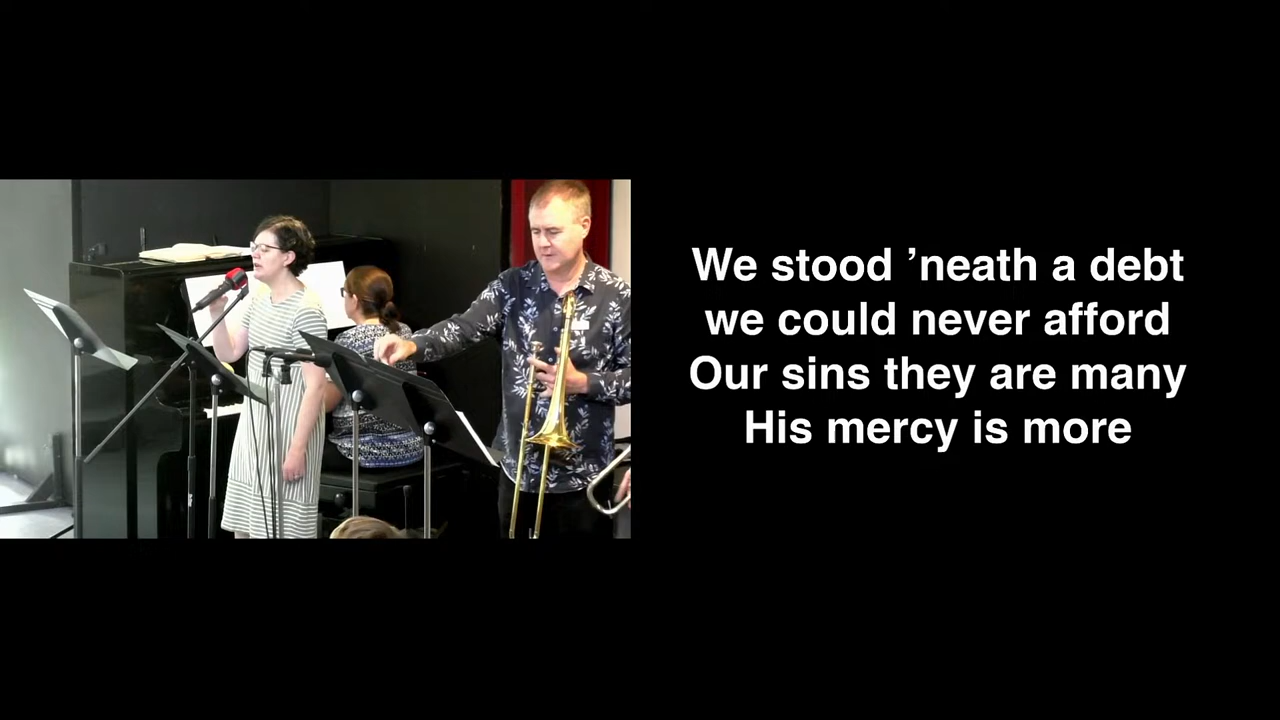 We stood ’neath a debt
we could never afford
Our sins they are many
His mercy is more